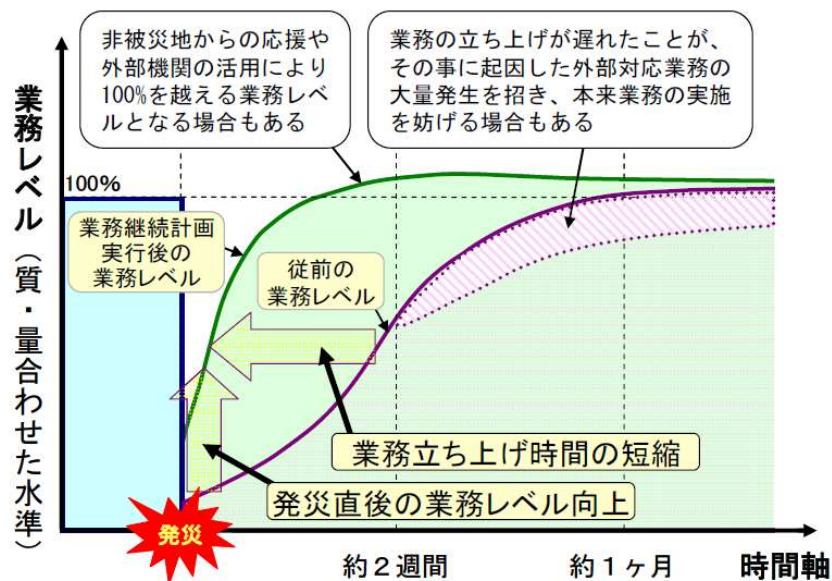 非被災地からの応援や
外部機関の活用により
100%を越える業務レベ
ルとなる場合もある
業務の立ち上げが遅れたことが、
その事に起因した外部対応業務の
大量発生を招き、本来業務の実施
を妨げる場合もある
業務レベル（質・量合わせた水準）
100%
業務継続計画
実行後の
業務レベル
従前の
業務レベル
業務立ち上げ時間の短縮
発災直後の業務レベル向上
発災
約２週間
約１ヶ月
時間軸